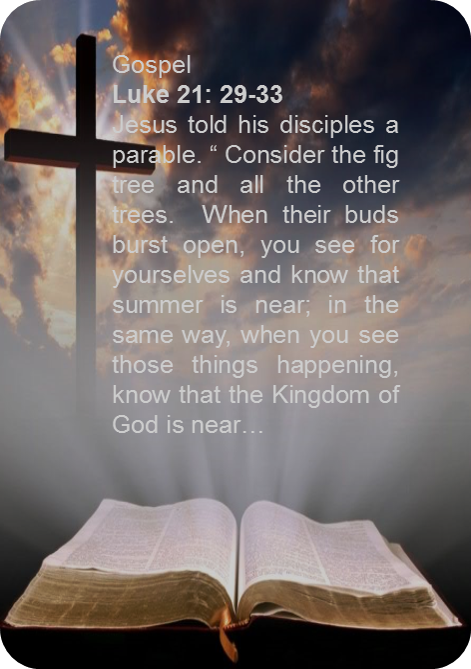 Gospel
Luke 21: 29-33
Jesus told his disciples a
parable. “ Consider the fig
tree and all the other
trees. When their buds
burst open, you see for
yourselves and know that
summer is near; in the
same way, when you see
those things happening,
know that the Kingdom of
God is near…